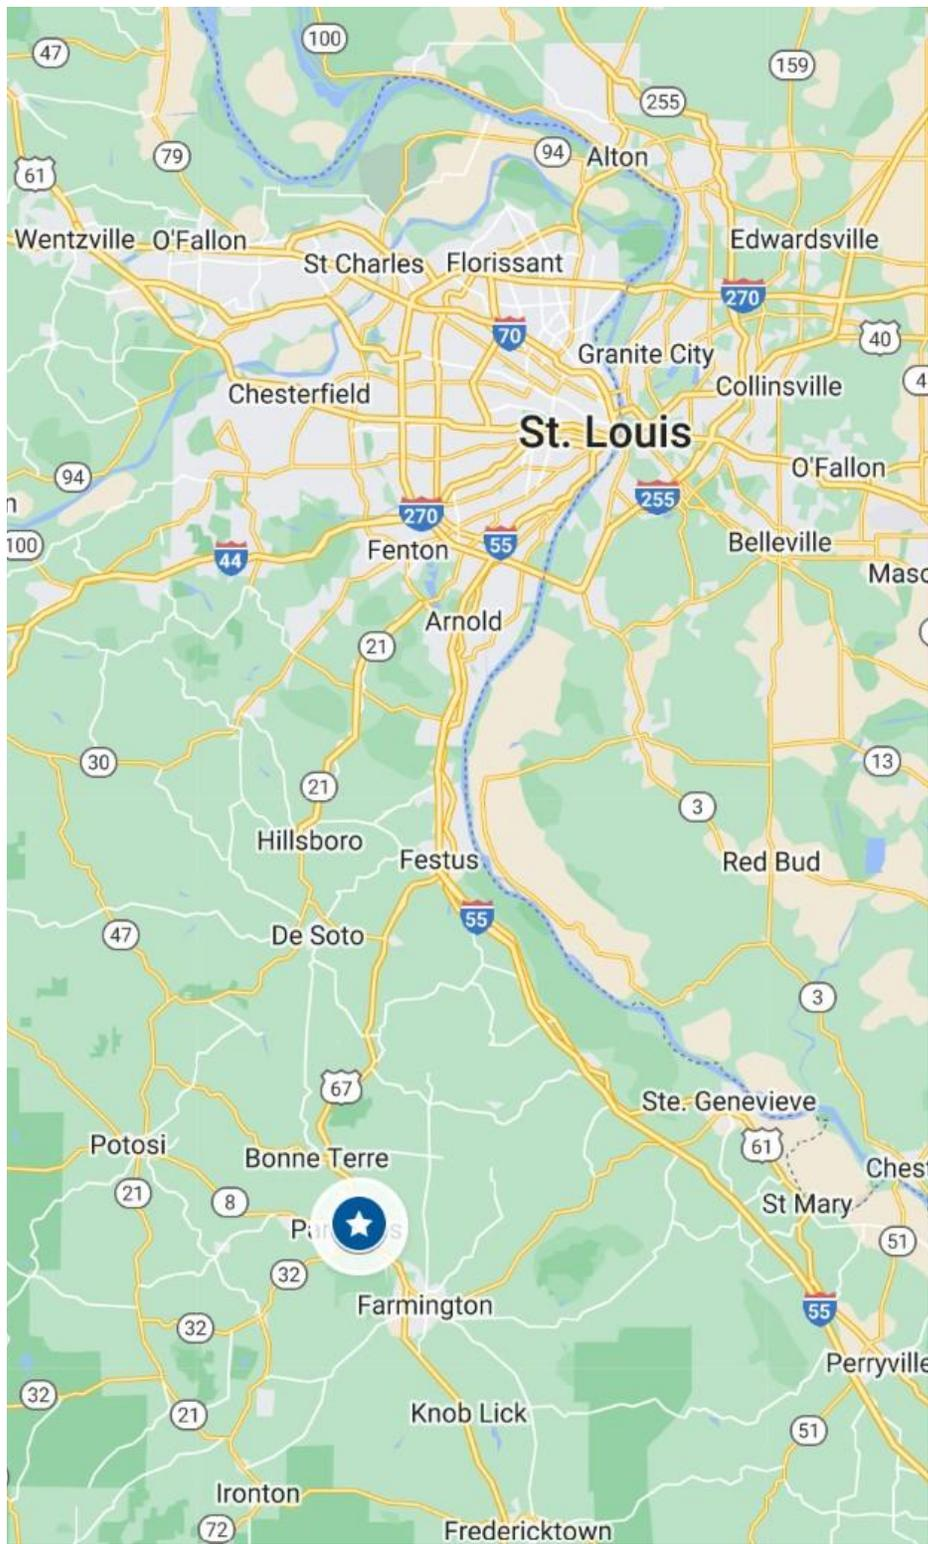 100
47
159
255
79
94
Alton
61
Wentzville
O'Fallon
Edwardsville
St Charles
Florissant
270
70
40
Granite City
4
Collinsville
Chesterfield
St. Louis
O'Fallon
94
255
n
270
100
55
Belleville
44
Fenton
Masc
Arnold
21
30
13
21
3
Hillsboro
Festus
Red Bud
55
47
De Soto
3
67
Ste. Genevieve
Potosi
61
Bonne Terre
Chest
21
8
St Mary
51
32
Farmington
55
32
Perryville
32
21
Knob Lick
51
Ironton
72
Fredericktown